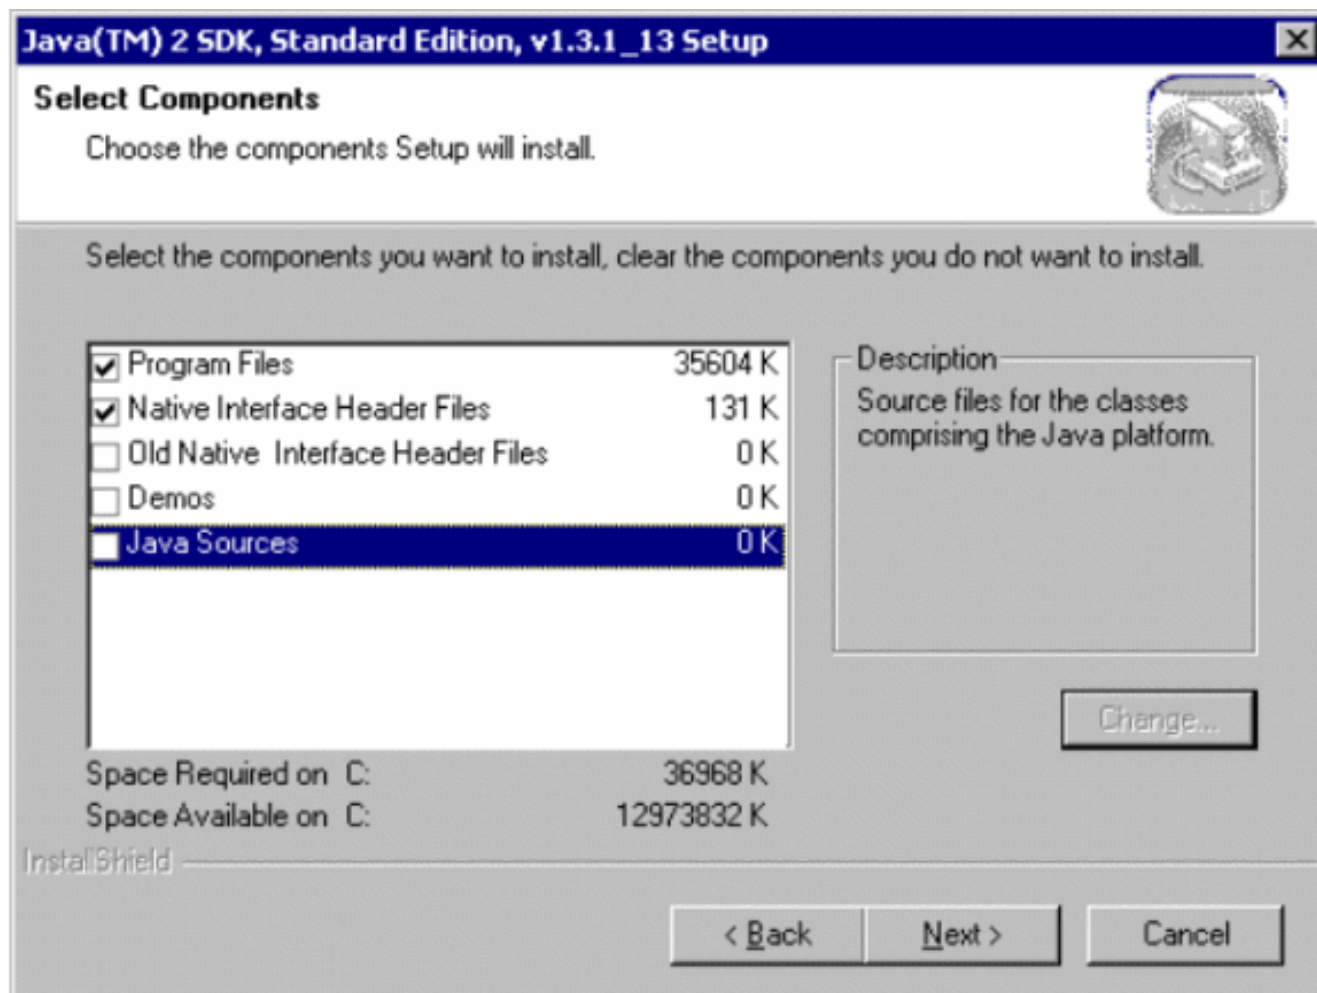 Java(TM) 2 SDK, Standard Edition, v1.3.1_13 Setup
Select Components
Choose the components Setup will install.
Select the components you want to install, clear the components you do not want to install.
Program Files 35604 K
Native Interface Header Files 131 K
Old Native Interface Header Files 0 K
Demos 0 K
Java Sources 0 K
Description
Source files for the classes
comprising the Java platform.
Change...
Space Required on C: 36968 K
Space Available on C: 12973832 K
InstallShield
< Back
Next >
Cancel